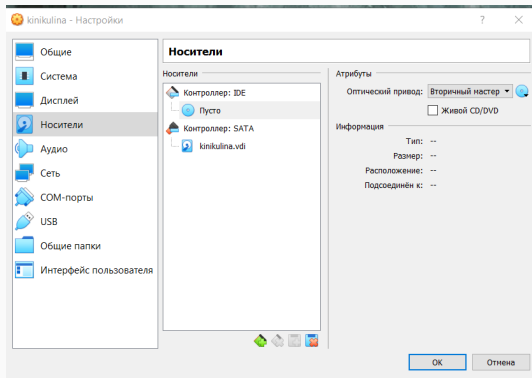 kinikulina - Настройки
Общие
Система
Дисплей
Носители
Аудио
Сеть
COM-порты
USB
Общие папки
Интерфейс пользователя
Носители
Носители
Контроллер: IDE
Пусто
Контроллер: SATA
kinikulina.vdi
Атрибуты
Оптический привод: Вторичный мастер
Живой CD/DVD
Информация
Тип: --
Размер: --
Расположение: --
Подсоединён к: --
OK Отмена